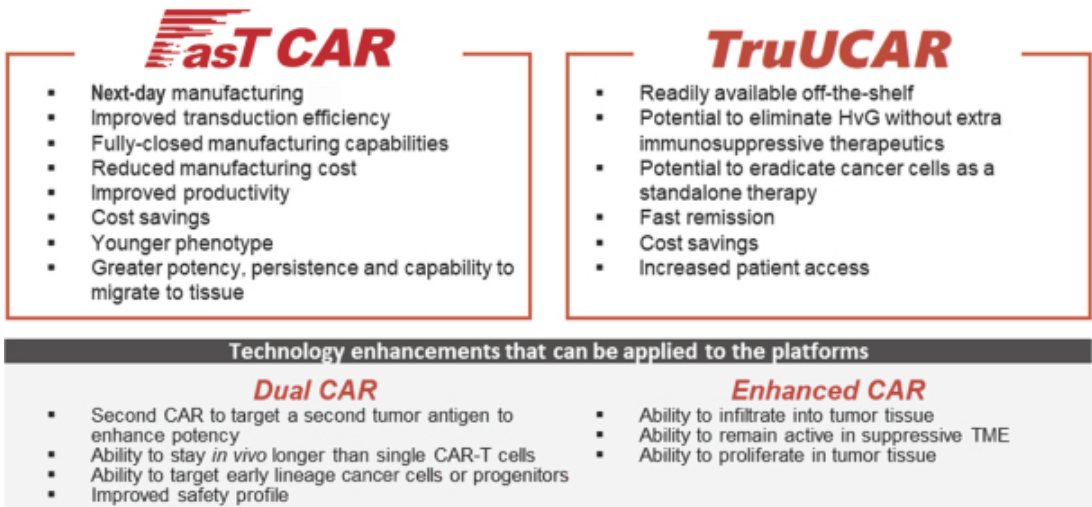 FasT CAR
▪ Next-day manufacturing
▪ Improved transduction efficiency
▪ Fully-closed manufacturing capabilities
▪ Reduced manufacturing cost
▪ Improved productivity
▪ Cost savings
▪ Younger phenotype
▪ Greater potency, persistence and capability to
migrate to tissue
TruUCAR
▪ Readily available off-the-shelf
▪ Potential to eliminate HvG without extra
immunosuppressive therapeutics
▪ Potential to eradicate cancer cells as a
standalone therapy
▪ Fast remission
▪ Cost savings
▪ Increased patient access
Technology enhancements that can be applied to the platforms
Dual CAR
▪ Second CAR to target a second tumor antigen to
enhance potency
▪ Ability to stay in vivo longer than single CAR-T cells
▪ Ability to target early lineage cancer cells or progenitors
▪ Improved safety profile
Enhanced CAR
▪ Ability to infiltrate into tumor tissue
▪ Ability to remain active in suppressive TME
▪ Ability to proliferate in tumor tissue